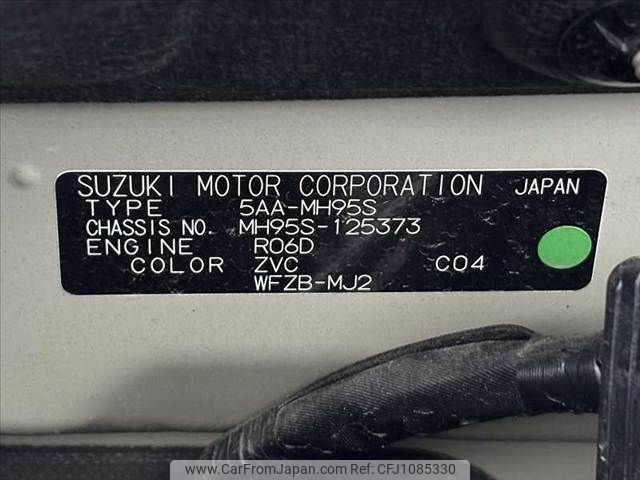 SUZUKI MOTOR CORPORATION JAPAN
TYPE 5AA-MH95S
CHASSIS NO. MH95S-125373
ENGINE R06D
COLOR ZVC C04
WFZB-MJ2
www.CarFromJapan.com | Ref:CFJ1085330